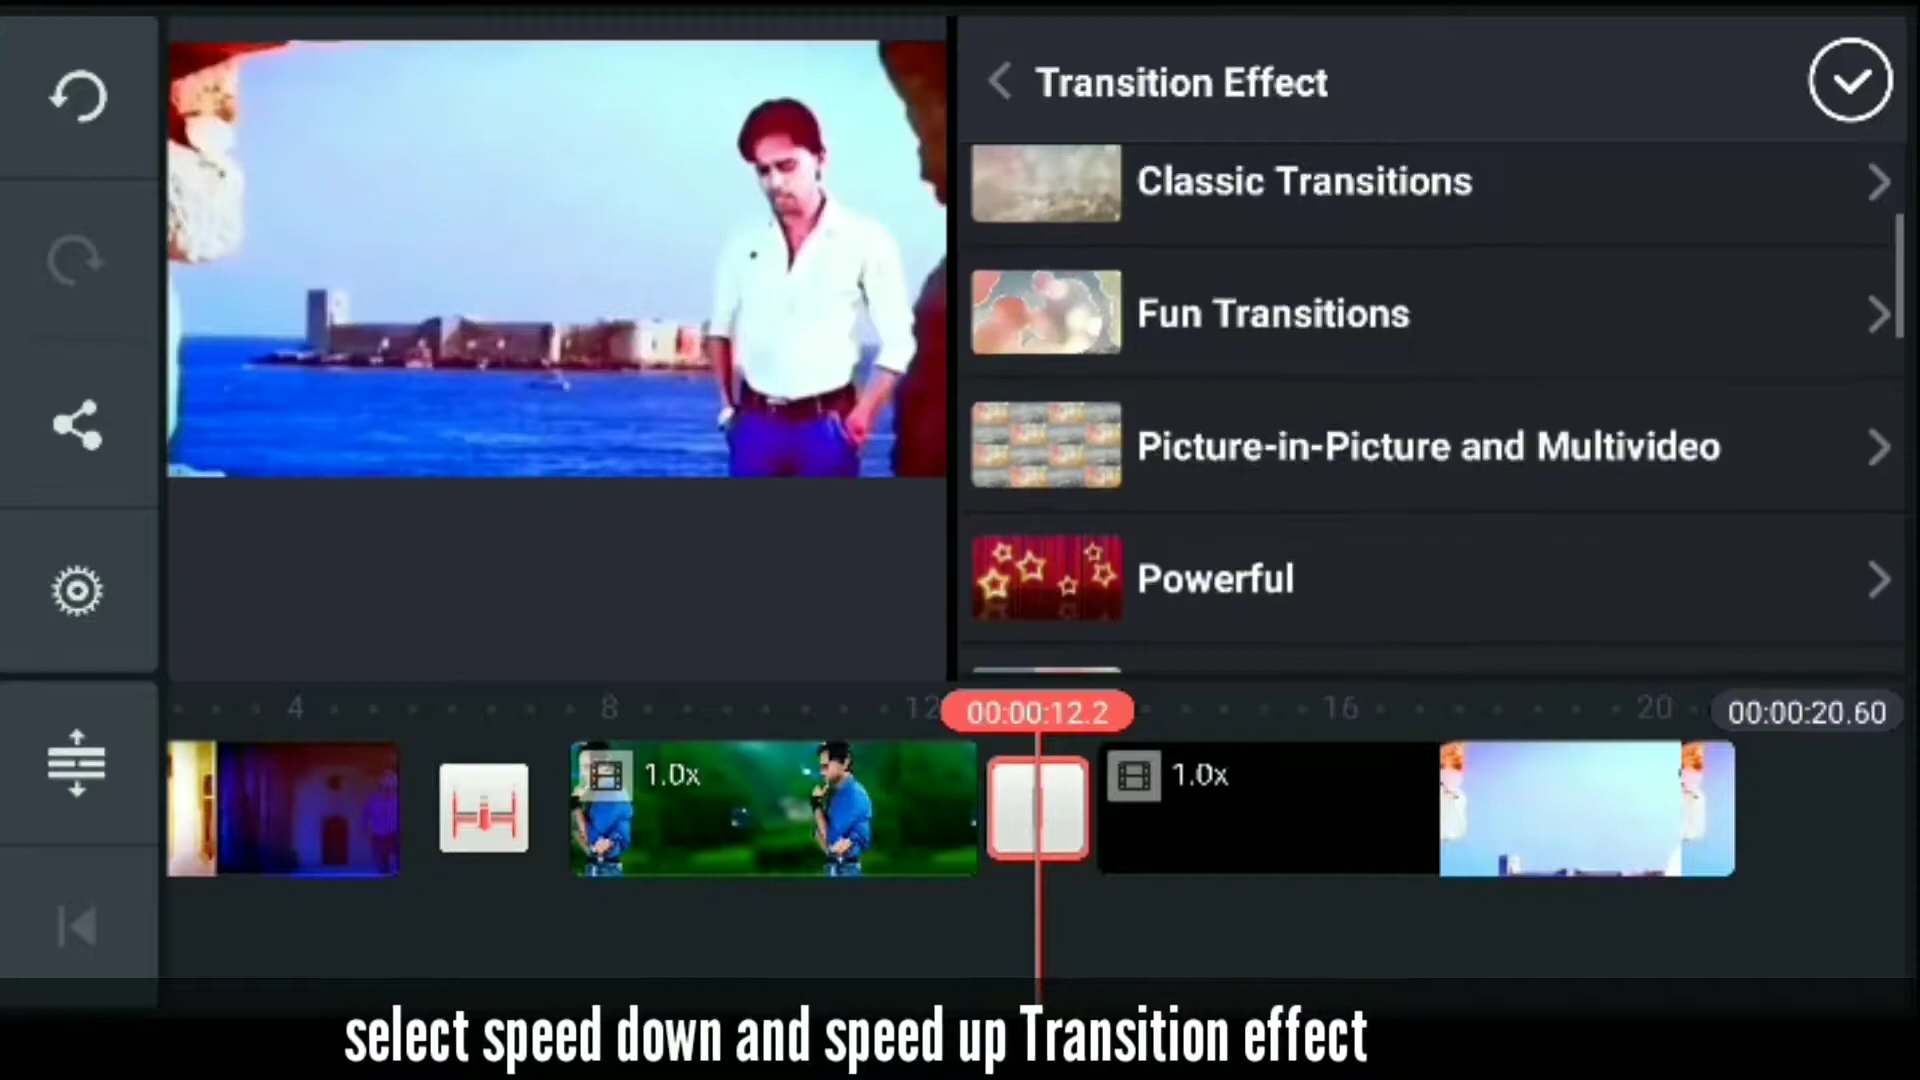 Transition Effect
Classic Transitions
Fun Transitions
Picture-in-Picture and Multivideo
Powerful
4 8 12 00:00:12.2 16 20 00:00:20.60
1.0x 1.0x
select speed down and speed up Transition effect